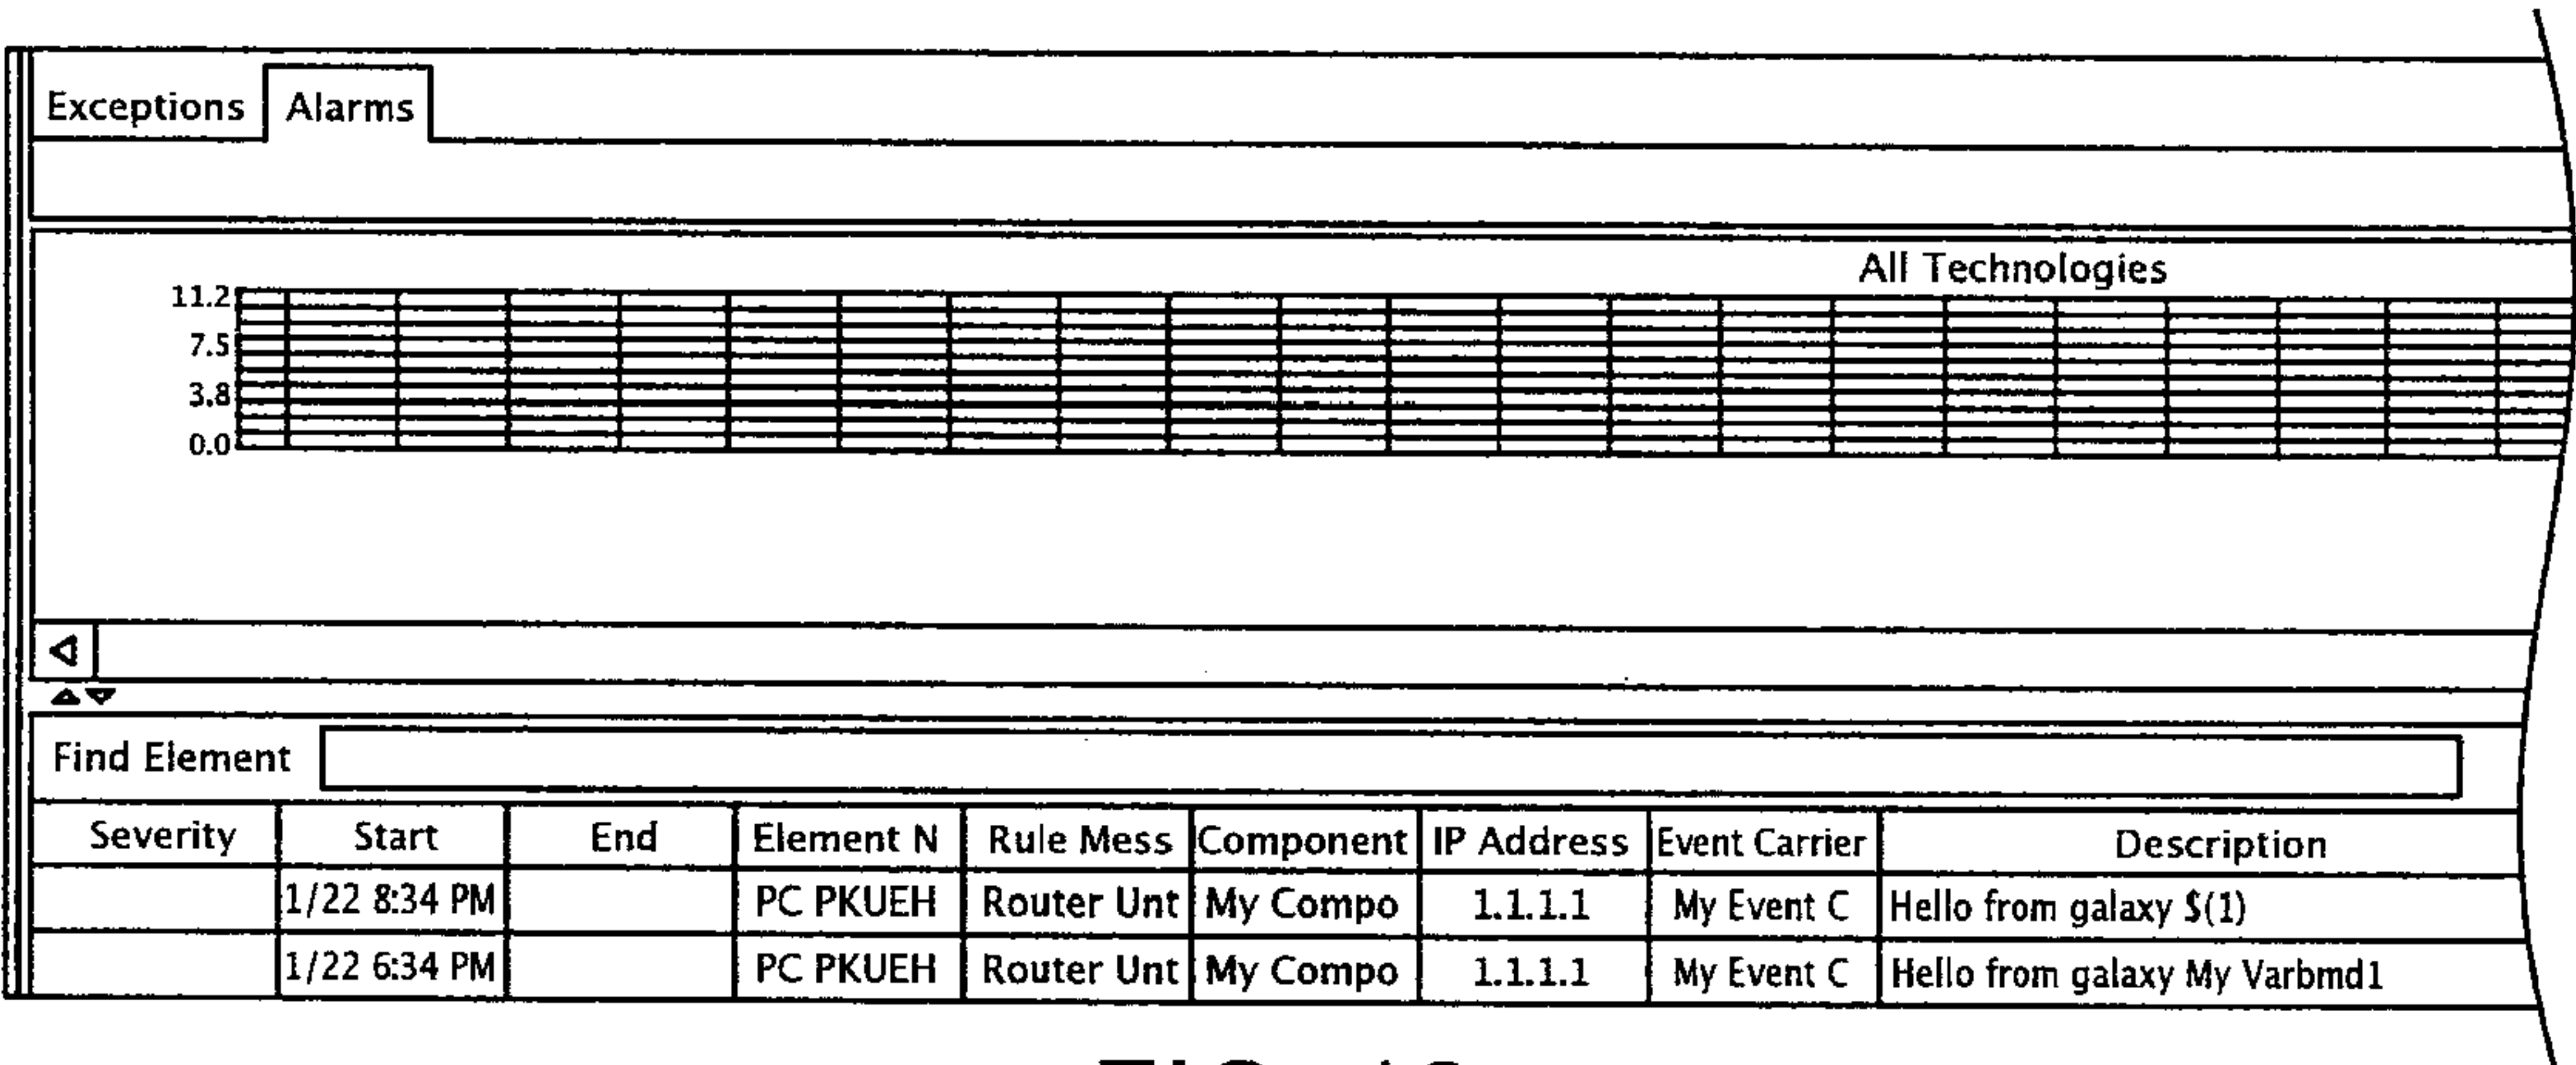 Exceptions Alarms
All Technologies
11.2
7.5
3.8
0.0
Find Element
Severity Start End Element N Rule Mess Component IP Address Event Carrier Description
1/22 8:34 PM PC PKUEH Router Unt My Compo 1.1.1.1 My Event C Hello from galaxy $(1)
1/22 6:34 PM PC PKUEH Router Unt My Compo 1.1.1.1 My Event C Hello from galaxy My Varbmd1